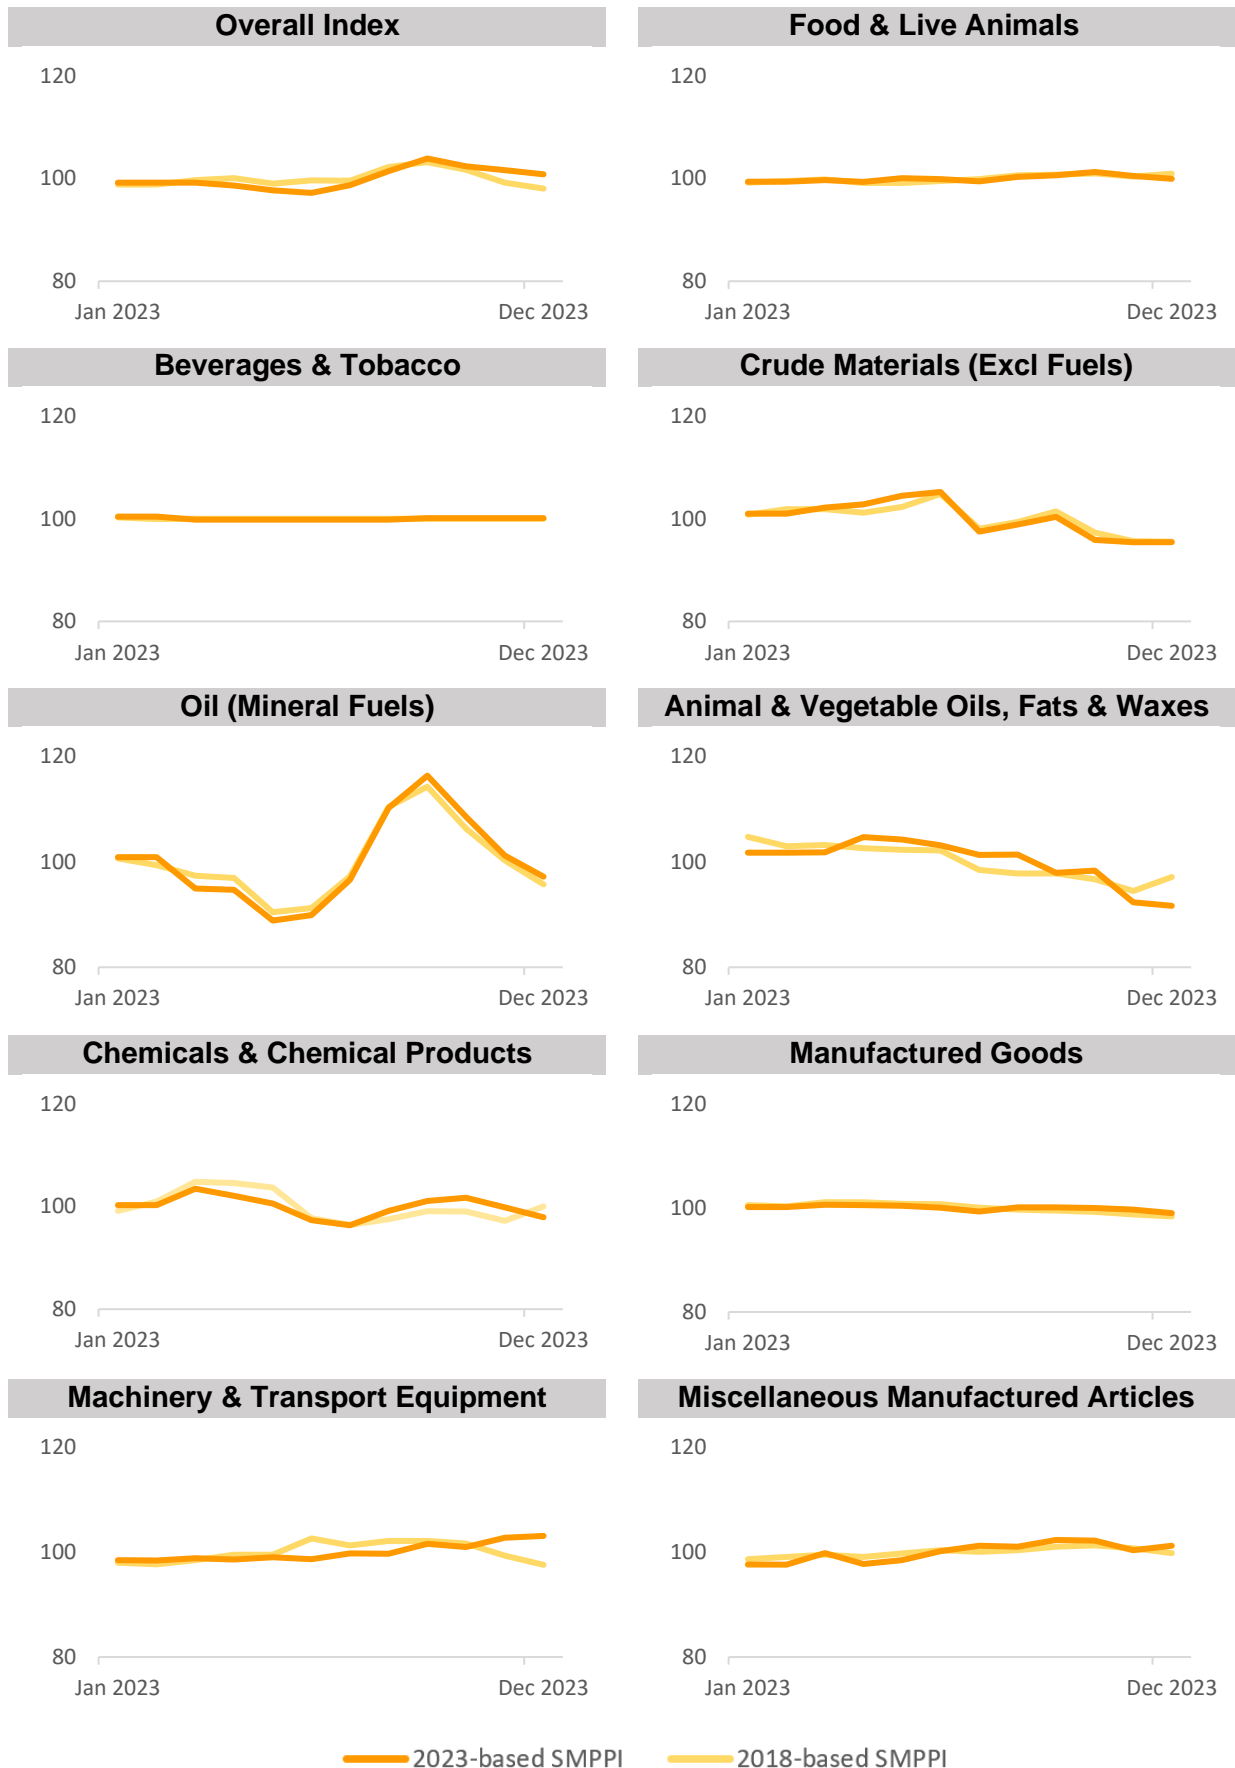 Overall Index
120
100
80
Jan 2023 Dec 2023
Food & Live Animals
120
100
80
Jan 2023 Dec 2023
Beverages & Tobacco
120
100
80
Jan 2023 Dec 2023
Crude Materials (Excl Fuels)
120
100
80
Jan 2023 Dec 2023
Oil (Mineral Fuels)
120
100
80
Jan 2023 Dec 2023
Animal & Vegetable Oils, Fats & Waxes
120
100
80
Jan 2023 Dec 2023
Chemicals & Chemical Products
120
100
80
Jan 2023 Dec 2023
Manufactured Goods
120
100
80
Jan 2023 Dec 2023
Machinery & Transport Equipment
120
100
80
Jan 2023 Dec 2023
Miscellaneous Manufactured Articles
120
100
80
Jan 2023 Dec 2023
2023-based SMPPI 2018-based SMPPI